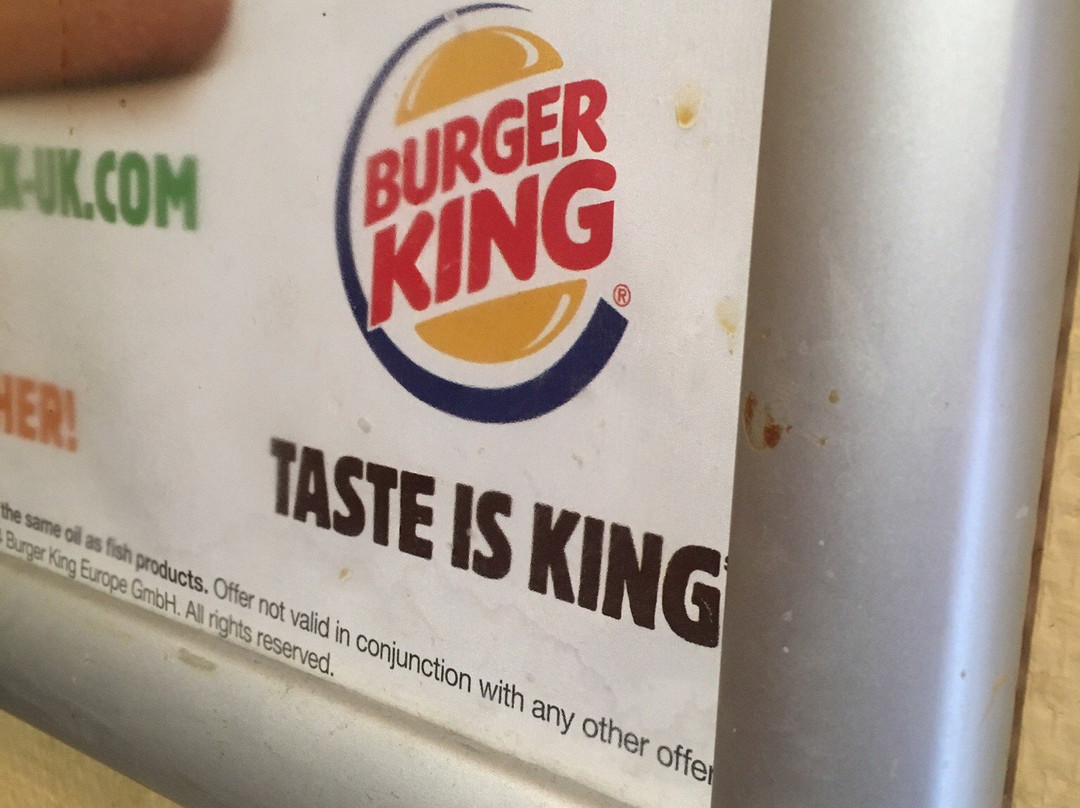 BURGER
KING
®
-UK.COM
HER!
TASTE IS KING
the same oil as fish products. Offer not valid in conjunction with any other offer
Burger King Europe GmbH. All rights reserved.